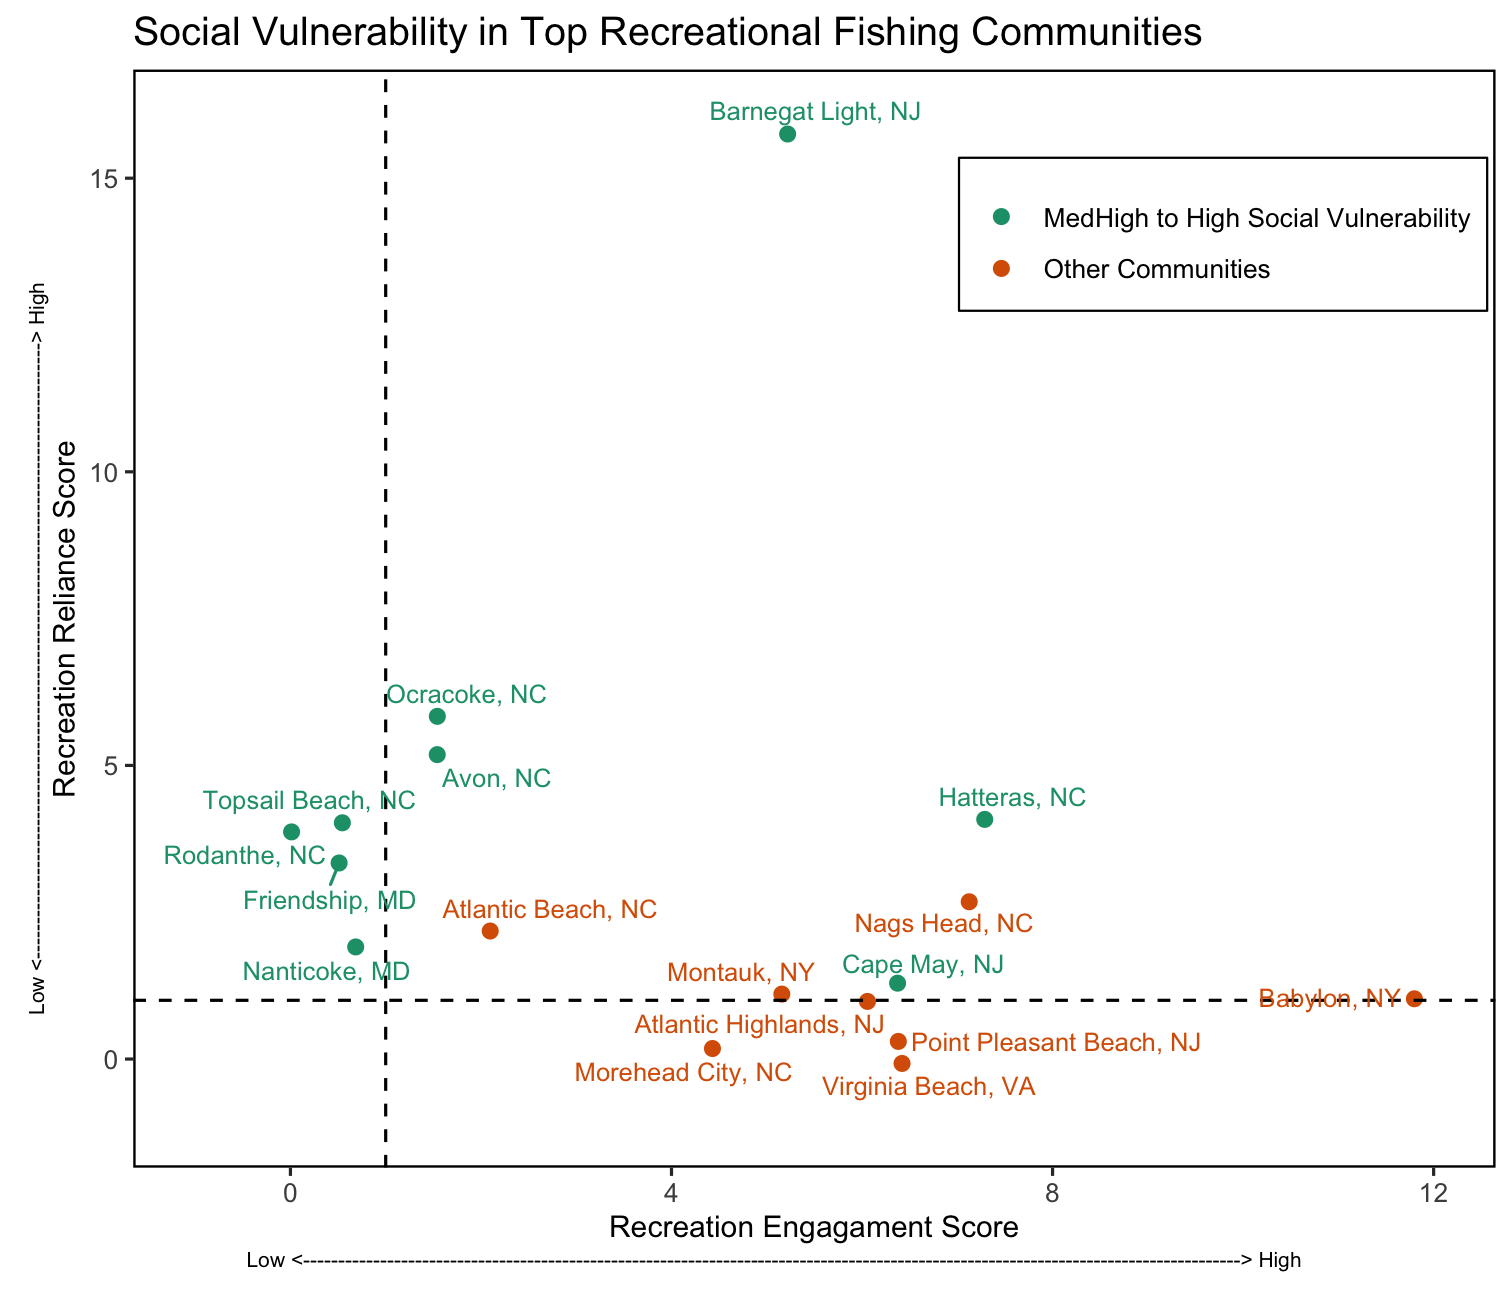 Social Vulnerability in Top Recreational Fishing Communities
Barnegat Light, NJ
15
MedHigh to High Social Vulnerability
Other Communities
Low <----------------------------------------------------------------------------------------> High
Recreation Reliance Score
10
Ocracoke, NC
5
Avon, NC
Topsail Beach, NC
Hatteras, NC
Rodanthe, NC
Friendship, MD
Atlantic Beach, NC
Nags Head, NC
Nanticoke, MD
Montauk, NY
Cape May, NJ
Babylon, NY
Atlantic Highlands, NJ
Point Pleasant Beach, NJ
0
Morehead City, NC
Virginia Beach, VA
0
4
8
12
Recreation Engagament Score
Low <---------------------------------------------------------------------------------------------------------------------------------------> High